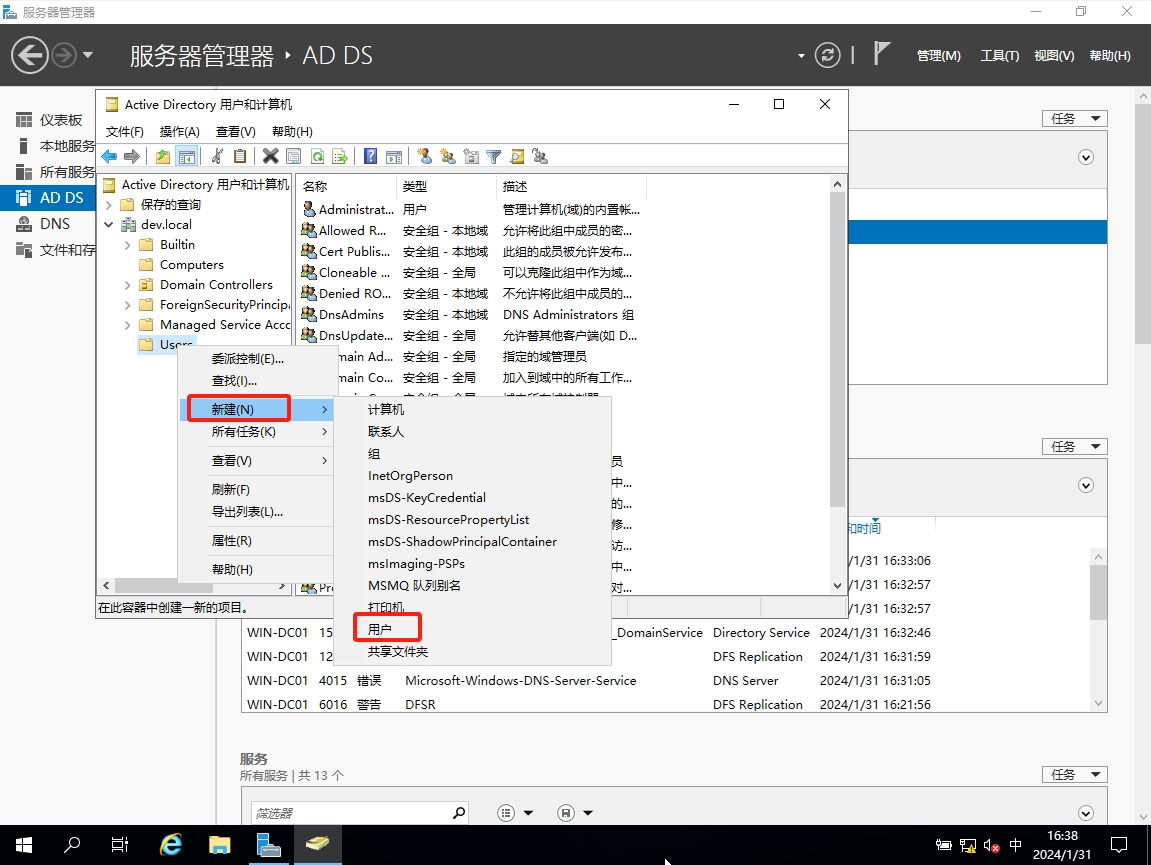 服务器管理器
服务器管理器 ‣ AD DS
管理(M) 工具(T) 视图(V) 帮助(H)
仪表板
本地服务
所有服务
AD DS
DNS
文件和存
任务
Active Directory 用户和计算机
文件(F) 操作(A) 查看(V) 帮助(H)
Active Directory 用户和计算机
保存的查询
dev.local
Builtin
Computers
Domain Controllers
ForeignSecurityPrincipa
Managed Service Acco
Users
名称 类型 描述
Administrat... 用户 管理计算机(域)的内置帐...
Allowed R... 安全组 - 本地域 允许将此组中成员的密...
Cert Publis... 安全组 - 本地域 此组的成员被允许发布...
Cloneable ... 安全组 - 全局 可以克隆此组中作为域...
Denied RO... 安全组 - 本地域 不允许将此组中成员的...
DnsAdmins 安全组 - 本地域 DNS Administrators 组
DnsUpdate... 安全组 - 全局 允许替其他客户端(如 D...
main Ad... 安全组 - 全局 指定的域管理员
main Co... 安全组 - 全局 加入到域中的所有工作...
员
中...
的...
修...
访...
中...
Pr 对...
委派控制(E)...
查找(I)...
新建(N)
所有任务(K)
查看(V)
刷新(F)
导出列表(L)...
属性(R)
帮助(H)
计算机
联系人
组
InetOrgPerson
msDS-KeyCredential
msDS-ResourcePropertyList
msDS-ShadowPrincipalContainer
msImaging-PSPs
MSMQ 队列别名
打印机
用户
共享文件夹
在此容器中创建一新的项目。
任务
和时间
/1/31 16:33:06
/1/31 16:32:57
/1/31 16:32:57
WIN-DC01 15 _DomainService Directory Service 2024/1/31 16:32:46
WIN-DC01 12 DFS Replication 2024/1/31 16:31:59
WIN-DC01 4015 错误 Microsoft-Windows-DNS-Server-Service DNS Server 2024/1/31 16:31:05
WIN-DC01 6016 警告 DFSR DFS Replication 2024/1/31 16:21:56
服务
所有服务 | 共 13 个
任务
筛选器
中
16:38
2024/1/31